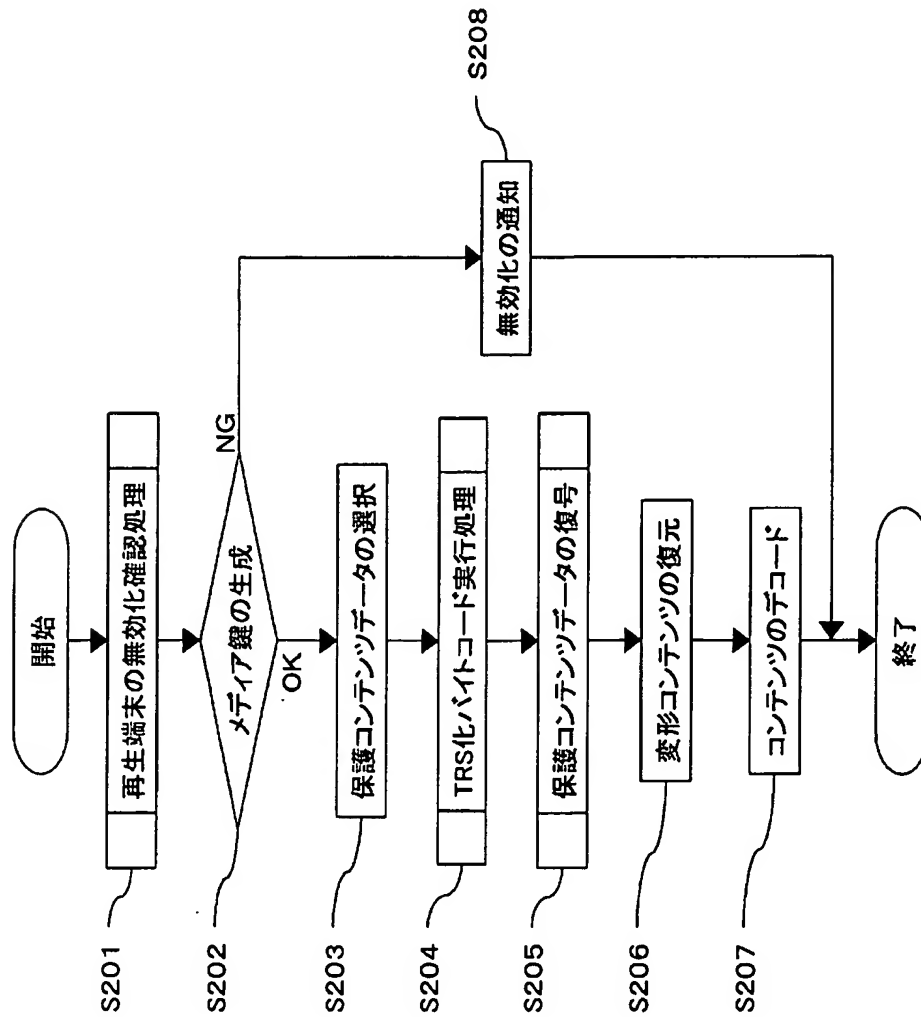 開始
S201
再生端末の無効化確認処理
S202
メディア鍵の生成
NG
OK
S203
保護コンテンツデータの選択
S204
TRS化バイトコード実行処理
S205
保護コンテンツデータの復号
S206
変形コンテンツの復元
S207
コンテンツのデコード
S208
無効化の通知
終了